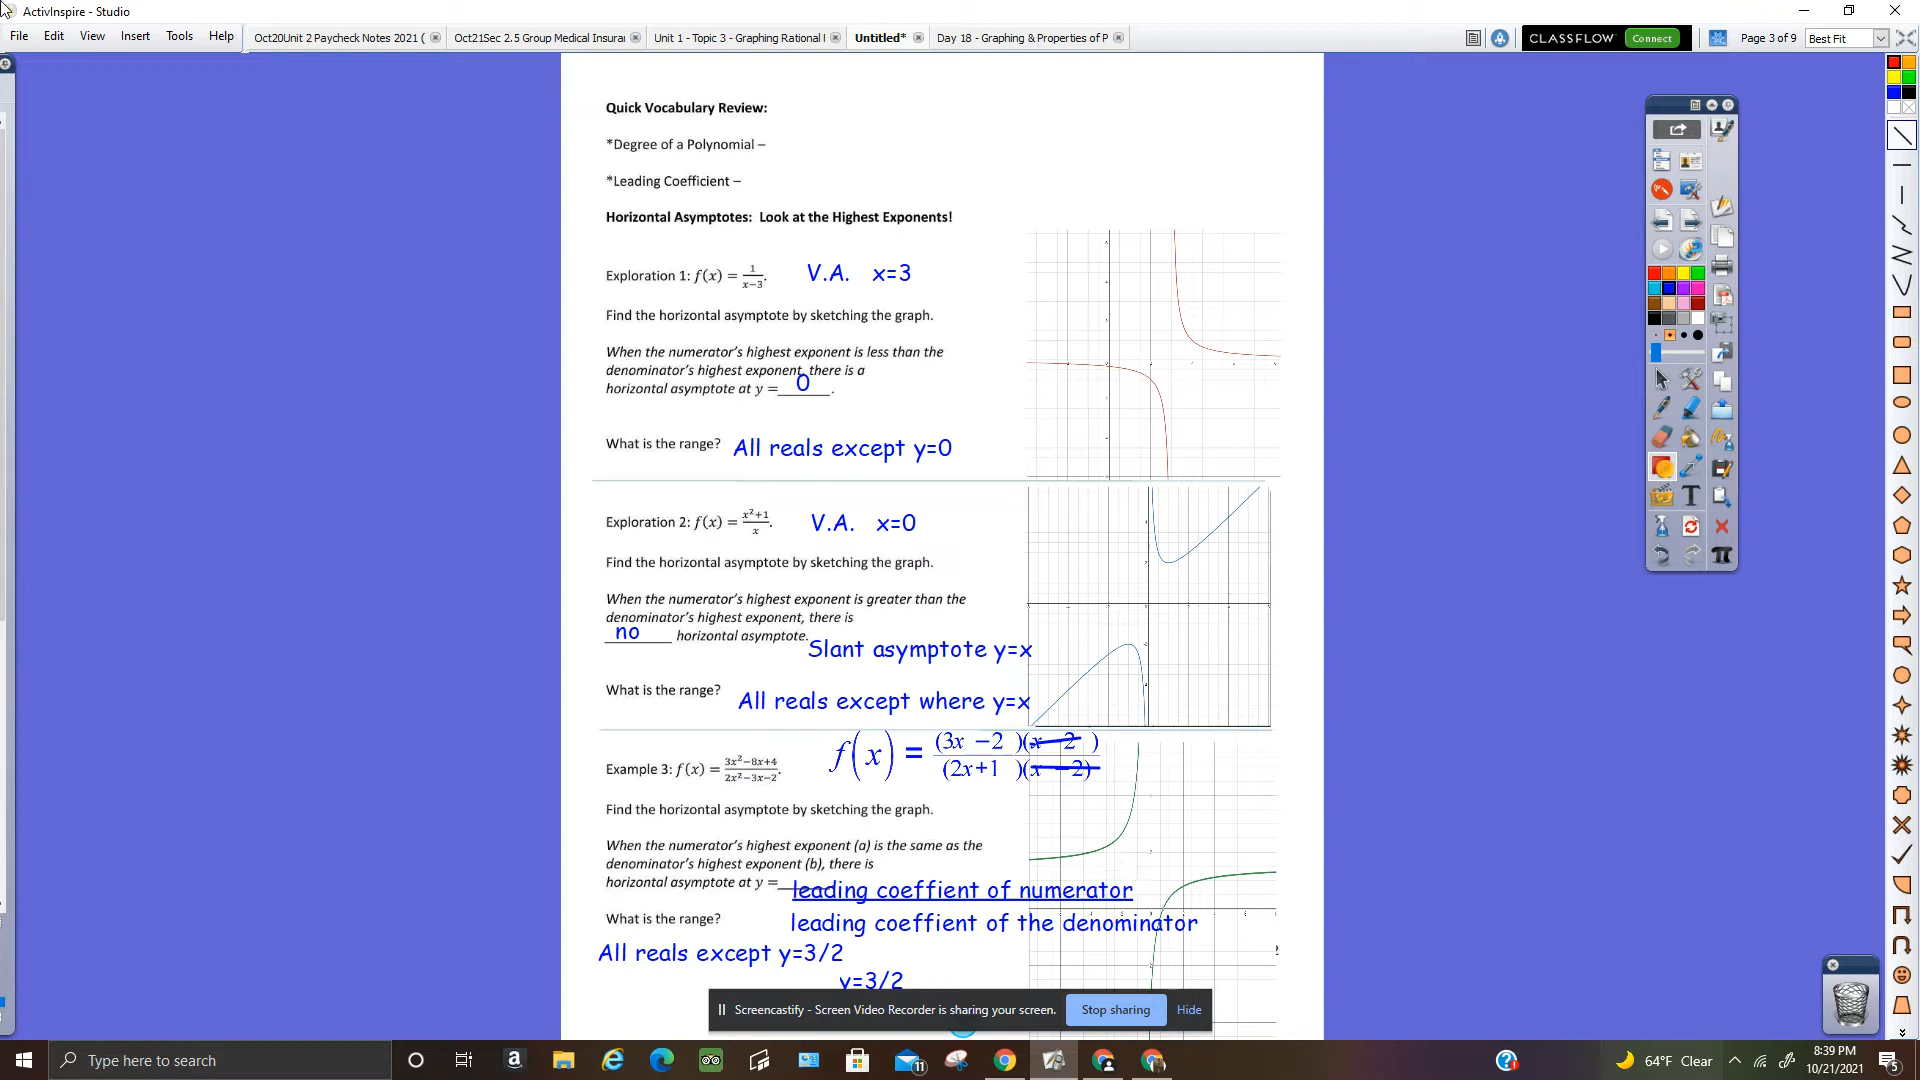 ActivInspire - Studio
File Edit View Insert Tools Help
Oct20Unit 2 Paycheck Notes 2021 ( Oct21Sec 2.5 Group Medical Insurar Unit 1 - Topic 3 - Graphing Rational Untitled* Day 18 - Graphing & Properties of P
CLASSFLOW Connect Page 3 of 9 Best Fit
Quick Vocabulary Review:
*Degree of a Polynomial –
*Leading Coefficient –
Horizontal Asymptotes: Look at the Highest Exponents!
Exploration 1: f(x) = 1/(x−3). V.A. x=3
Find the horizontal asymptote by sketching the graph.
When the numerator's highest exponent is less than the
denominator's highest exponent, there is a
horizontal asymptote at y = 0 .
What is the range? All reals except y=0
Exploration 2: f(x) = (x²+1)/x. V.A. x=0
Find the horizontal asymptote by sketching the graph.
When the numerator's highest exponent is greater than the
denominator's highest exponent, there is
no horizontal asymptote.
Slant asymptote y=x
What is the range? All reals except where y=x
f(x) = (3x −2 )(x−2 ) / (2x+1 )(x −2)
Example 3: f(x) = (3x²−8x+4)/(2x²−3x−2).
Find the horizontal asymptote by sketching the graph.
When the numerator's highest exponent (a) is the same as the
denominator's highest exponent (b), there is
horizontal asymptote at y = leading coeffient of numerator
What is the range? leading coeffient of the denominator
All reals except y=3/2
y=3/2
Screencastify - Screen Video Recorder is sharing your screen. Stop sharing Hide
Type here to search
11
64°F Clear
8:39 PM
10/21/2021
5